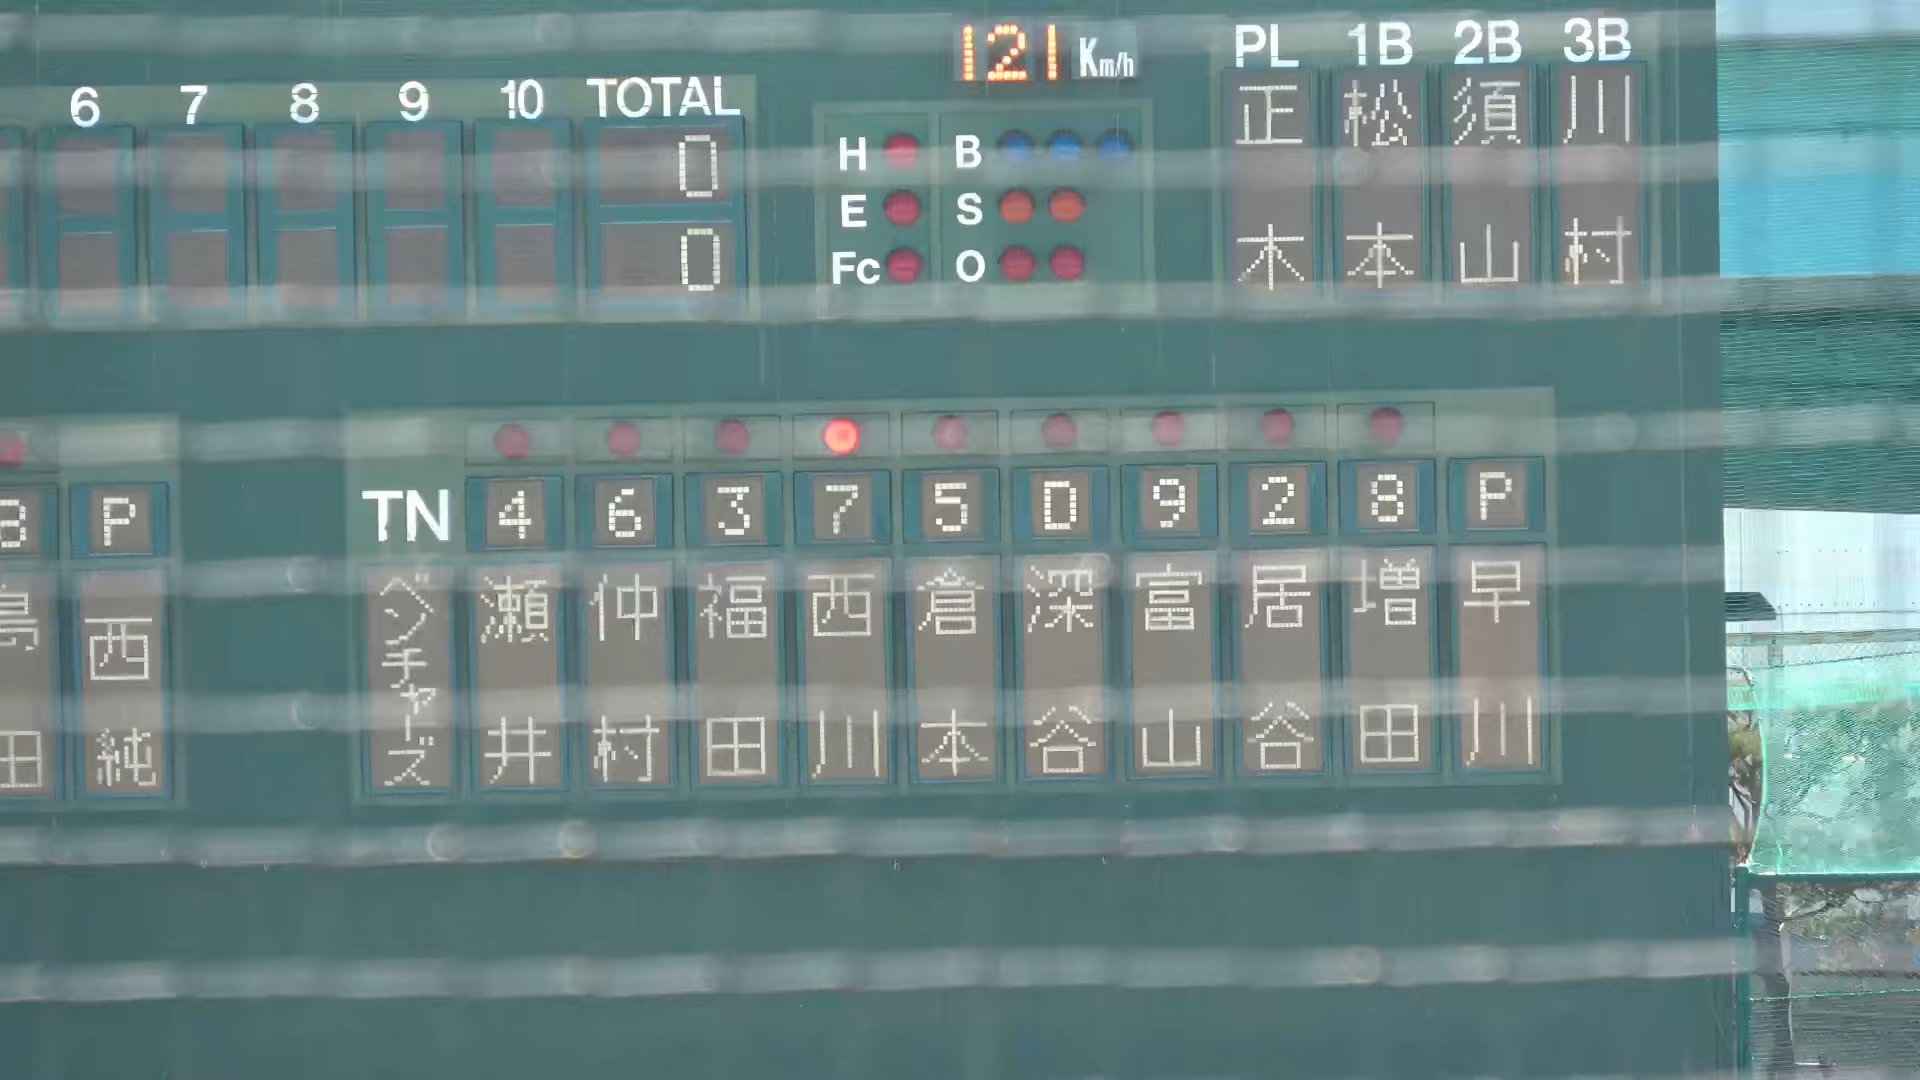 121 Km/h
PL 1B 2B 3B
正木 松本 須山 川村
6 7 8 9 10 TOTAL
0
0
H B
E S
Fc O
P
田 西純
TN 4 6 3 7 5 D 9 2 8 P
ベンチャーズ 瀬井 仲村 福田 西川 倉本 深谷 富山 居谷 増田 早川